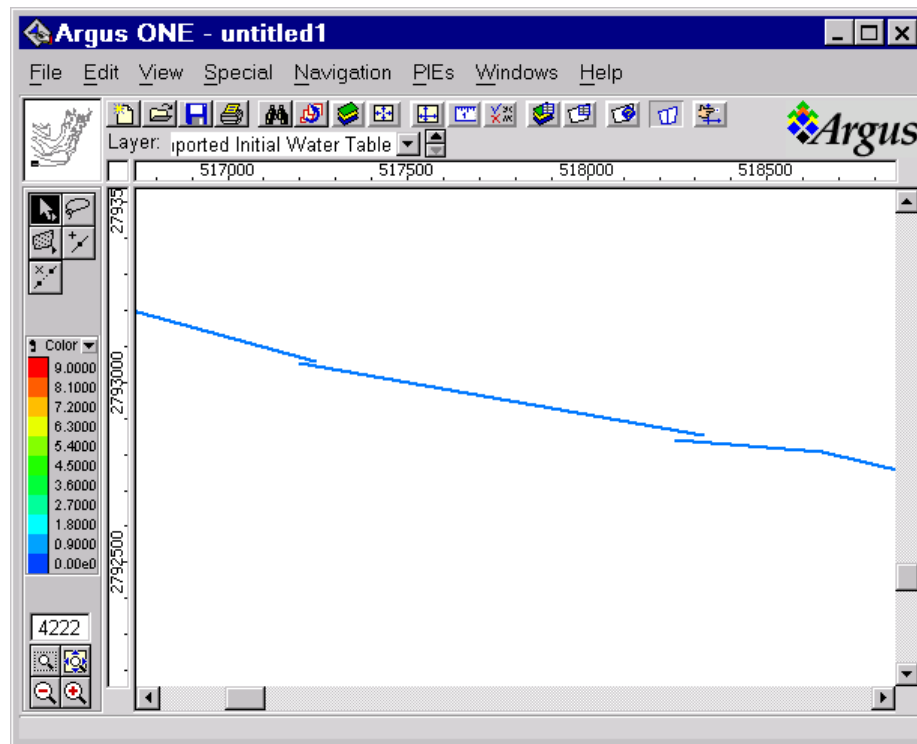 Argus ONE - untitled1
File Edit View Special Navigation PIEs Windows Help
Layer: ported Initial Water Table
Argus
517000 517500 518000 518500
27935
2793000
2792500
Color
9.0000
8.1000
7.2000
6.3000
5.4000
4.5000
3.6000
2.7000
1.8000
0.9000
0.00e0
4222